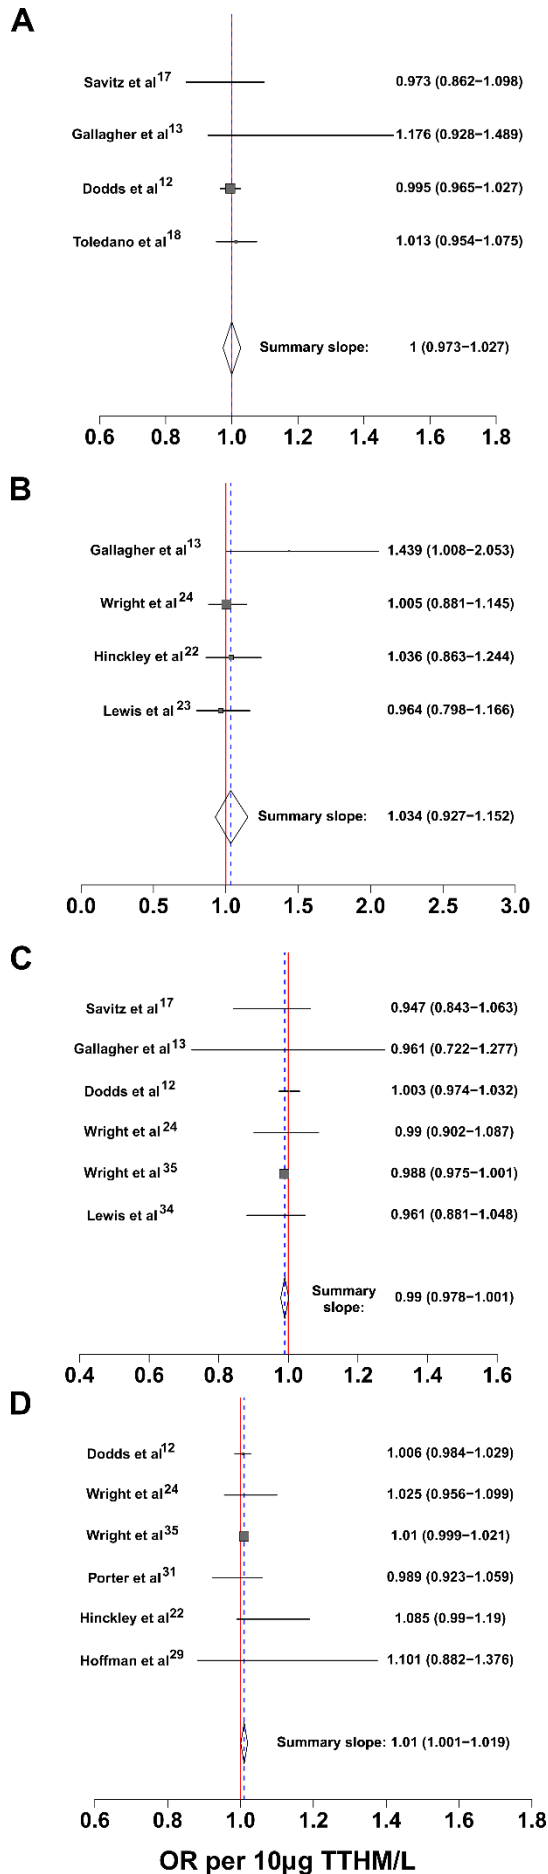 A
Savitz et al17 0.973 (0.862−1.098)
Gallagher et al13 1.176 (0.928−1.489)
Dodds et al12 0.995 (0.965−1.027)
Toledano et al18 1.013 (0.954−1.075)
Summary slope: 1 (0.973−1.027)
0.6 0.8 1.0 1.2 1.4 1.6 1.8
B
Gallagher et al13 1.439 (1.008−2.053)
Wright et al24 1.005 (0.881−1.145)
Hinckley et al22 1.036 (0.863−1.244)
Lewis et al23 0.964 (0.798−1.166)
Summary slope: 1.034 (0.927−1.152)
0.0 0.5 1.0 1.5 2.0 2.5 3.0
C
Savitz et al17 0.947 (0.843−1.063)
Gallagher et al13 0.961 (0.722−1.277)
Dodds et al12 1.003 (0.974−1.032)
Wright et al24 0.99 (0.902−1.087)
Wright et al35 0.988 (0.975−1.001)
Lewis et al34 0.961 (0.881−1.048)
Summary
slope: 0.99 (0.978−1.001)
0.4 0.6 0.8 1.0 1.2 1.4 1.6
D
Dodds et al12 1.006 (0.984−1.029)
Wright et al24 1.025 (0.956−1.099)
Wright et al35 1.01 (0.999−1.021)
Porter et al31 0.989 (0.923−1.059)
Hinckley et al22 1.085 (0.99−1.19)
Hoffman et al29 1.101 (0.882−1.376)
Summary slope: 1.01 (1.001−1.019)
0.6 0.8 1.0 1.2 1.4 1.6 1.8
OR per 10µg TTHM/L